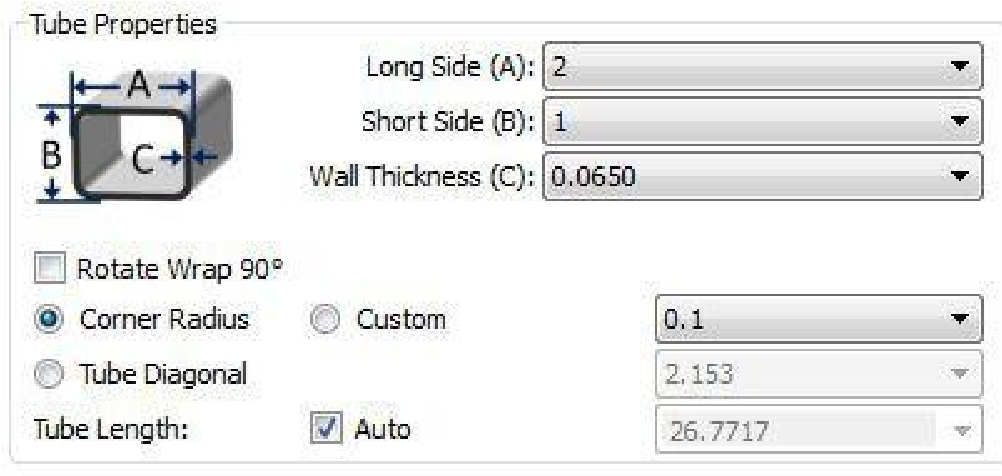 Tube Properties
A
B
C
Long Side (A): 2
Short Side (B): 1
Wall Thickness (C): 0.0650
Rotate Wrap 90°
Corner Radius Custom 0.1
Tube Diagonal 2.153
Tube Length: Auto 26.7717